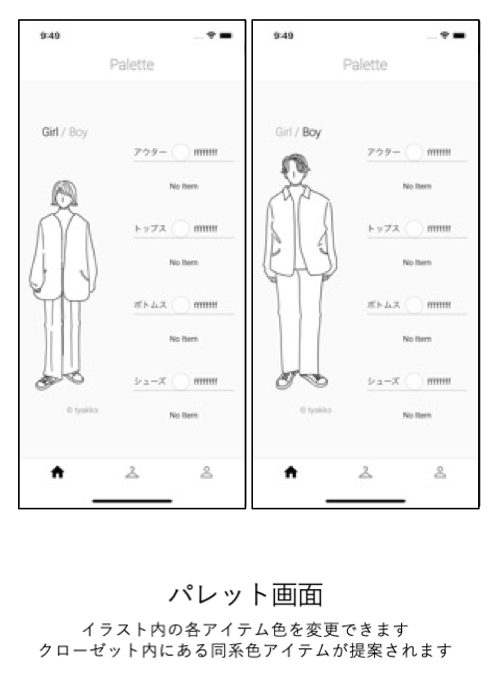 9:49
Palette
Girl / Boy
アウター ffffffff
No Item
トップス ffffffff
No Item
ボトムス ffffffff
No Item
シューズ ffffffff
No Item
© tyakko
9:49
Palette
Girl / Boy
アウター ffffffff
No Item
トップス ffffffff
No Item
ボトムス ffffffff
No Item
シューズ ffffffff
No Item
© tyakko
パレット画面
イラスト内の各アイテム色を変更できます
クローゼット内にある同系色アイテムが提案されます